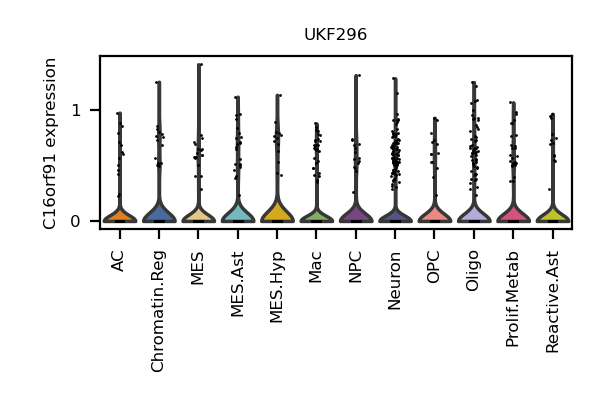 UKF296
C16orf91 expression
1
0
AC
Chromatin.Reg
MES
MES.Ast
MES.Hyp
Mac
NPC
Neuron
OPC
Oligo
Prolif.Metab
Reactive.Ast